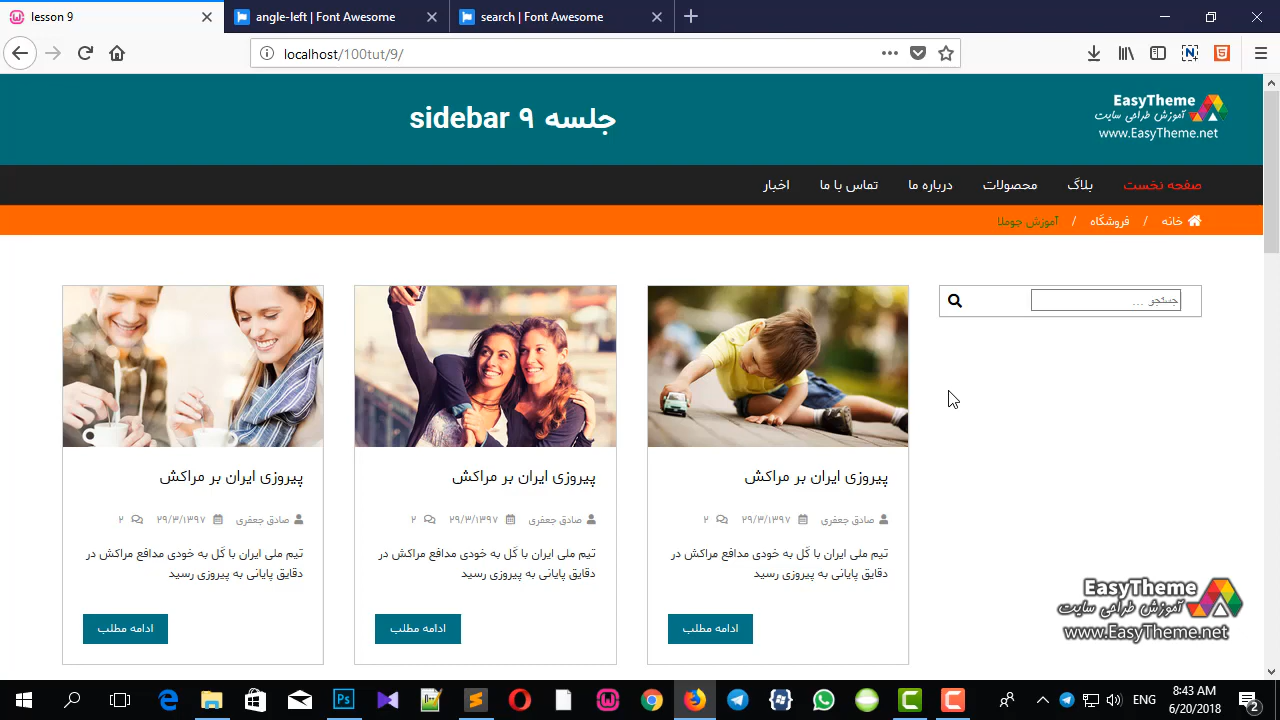 lesson 9
angle-left | Font Awesome
search | Font Awesome
localhost/100tut/9/
EasyTheme
آموزش طراحی سایت
www.EasyTheme.net
جلسه ۹ sidebar
صفحه نخست
بلاگ
محصولات
درباره ما
تماس با ما
اخبار
خانه / فروشگاه / آموزش جوملا
جستجو ...
پیروزی ایران بر مراکش
صادق جعفری ۲۹/۳/۱۳۹۷ ۲
تیم ملی ایران با گل به خودی مدافع مراکش در
دقایق پایانی به پیروزی رسید
ادامه مطلب
پیروزی ایران بر مراکش
صادق جعفری ۲۹/۳/۱۳۹۷ ۲
تیم ملی ایران با گل به خودی مدافع مراکش در
دقایق پایانی به پیروزی رسید
ادامه مطلب
پیروزی ایران بر مراکش
صادق جعفری ۲۹/۳/۱۳۹۷ ۲
تیم ملی ایران با گل به خودی مدافع مراکش در
دقایق پایانی به پیروزی رسید
ادامه مطلب
EasyTheme
آموزش طراحی سایت
www.EasyTheme.net
ENG
8:43 AM
6/20/2018
2